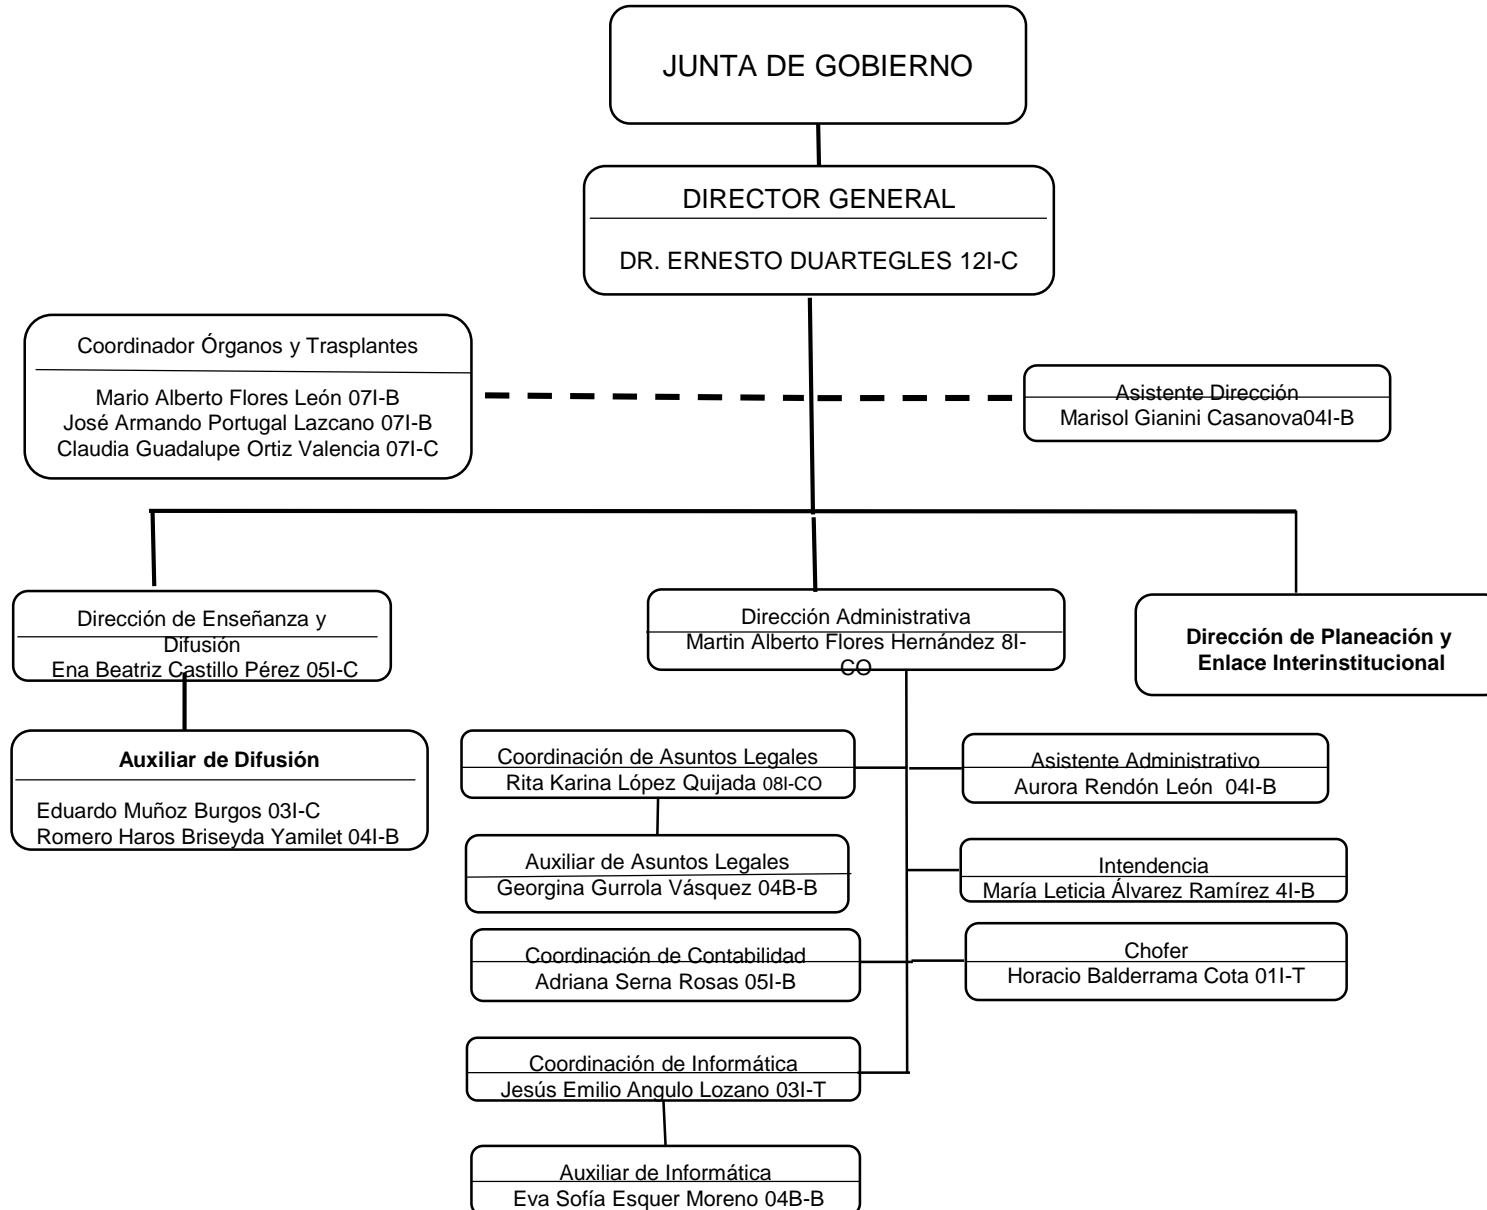 JUNTA DE GOBIERNO
DIRECTOR GENERAL
DR. ERNESTO DUARTEGLES 12I-C
Coordinador Órganos y Trasplantes
Mario Alberto Flores León 07I-B
José Armando Portugal Lazcano 07I-B
Claudia Guadalupe Ortiz Valencia 07I-C
Asistente Dirección
Marisol Gianini Casanova04I-B
Dirección de Enseñanza y
Difusión
Ena Beatriz Castillo Pérez 05I-C
Dirección Administrativa
Martin Alberto Flores Hernández 8I-
CO
Dirección de Planeación y
Enlace Interinstitucional
Auxiliar de Difusión
Eduardo Muñoz Burgos 03I-C
Romero Haros Briseyda Yamilet 04I-B
Coordinación de Asuntos Legales
Rita Karina López Quijada 08I-CO
Asistente Administrativo
Aurora Rendón León 04I-B
Auxiliar de Asuntos Legales
Georgina Gurrola Vásquez 04B-B
Intendencia
María Leticia Álvarez Ramírez 4I-B
Coordinación de Contabilidad
Adriana Serna Rosas 05I-B
Chofer
Horacio Balderrama Cota 01I-T
Coordinación de Informática
Jesús Emilio Angulo Lozano 03I-T
Auxiliar de Informática
Eva Sofía Esquer Moreno 04B-B